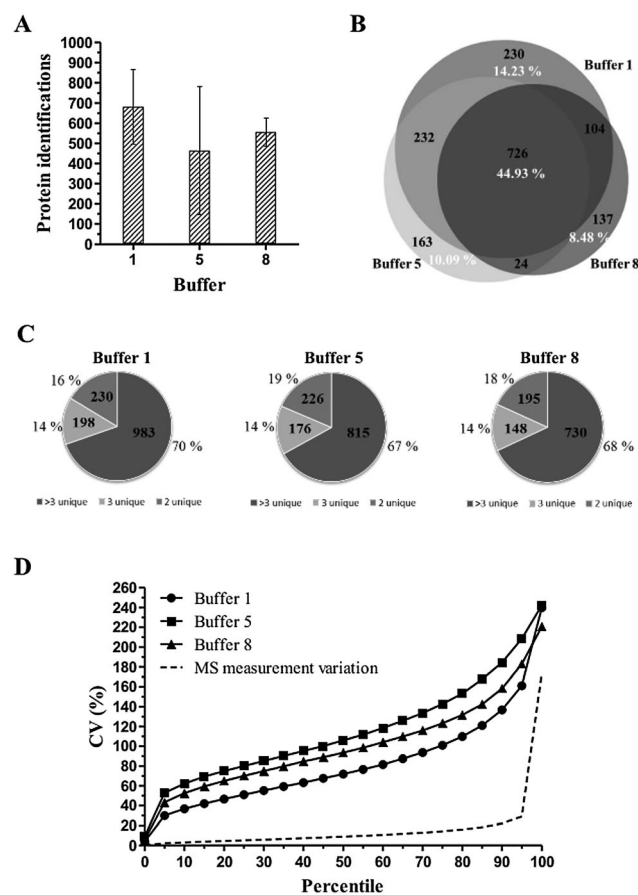 A
Protein identifications
1000
900
800
700
600
500
400
300
200
100
0
1 5 8
Buffer
B
230
14.23 %
Buffer 1
232
104
726
44.93 %
137
8.48 %
163
10.09 %
Buffer 5
24
Buffer 8
C
Buffer 1
16 %
230
14 %
198
983
70 %
>3 unique 3 unique 2 unique
Buffer 5
19 %
226
14 %
176
815
67 %
>3 unique 3 unique 2 unique
Buffer 8
18 %
195
14 %
148
730
68 %
>3 unique 3 unique 2 unique
D
CV (%)
260
240
220
200
180
160
140
120
100
80
60
40
20
0
Buffer 1
Buffer 5
Buffer 8
MS measurement variation
0 10 20 30 40 50 60 70 80 90 100
Percentile